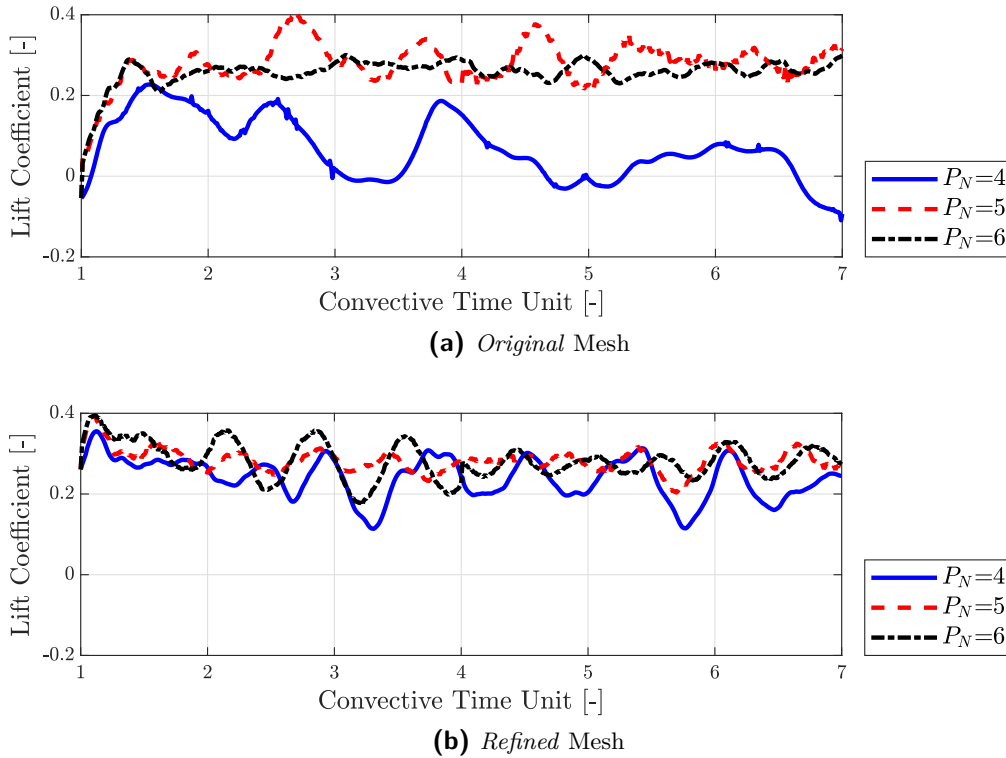 0.4
0.2
0
-0.2
Lift Coefficient [-]
1 2 3 4 5 6 7
Convective Time Unit [-]
P_N=4
P_N=5
P_N=6
(a) Original Mesh
0.4
0.2
0
-0.2
Lift Coefficient [-]
1 2 3 4 5 6 7
Convective Time Unit [-]
P_N=4
P_N=5
P_N=6
(b) Refined Mesh